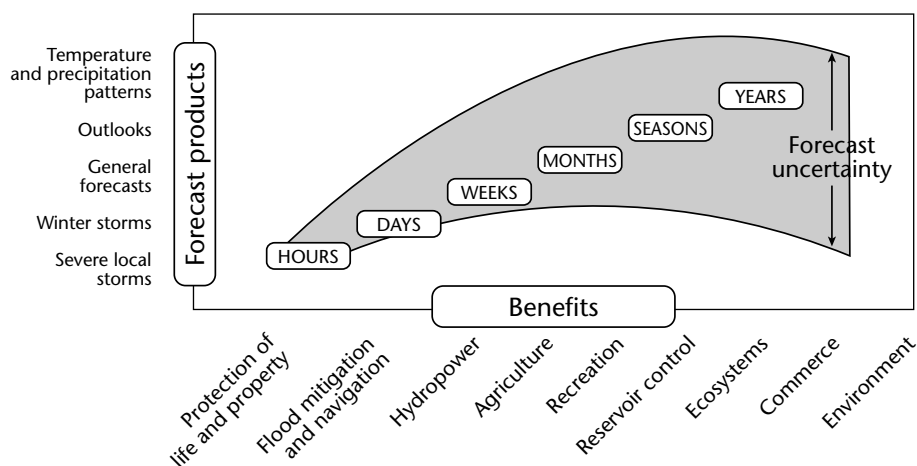 Temperature
and precipitation
patterns
Outlooks
General
forecasts
Winter storms
Severe local
storms
Forecast products
YEARS
SEASONS
MONTHS
WEEKS
DAYS
HOURS
Forecast
uncertainty
Benefits
Protection of
life and property
Flood mitigation
and navigation
Hydropower
Agriculture
Recreation
Reservoir control
Ecosystems
Commerce
Environment